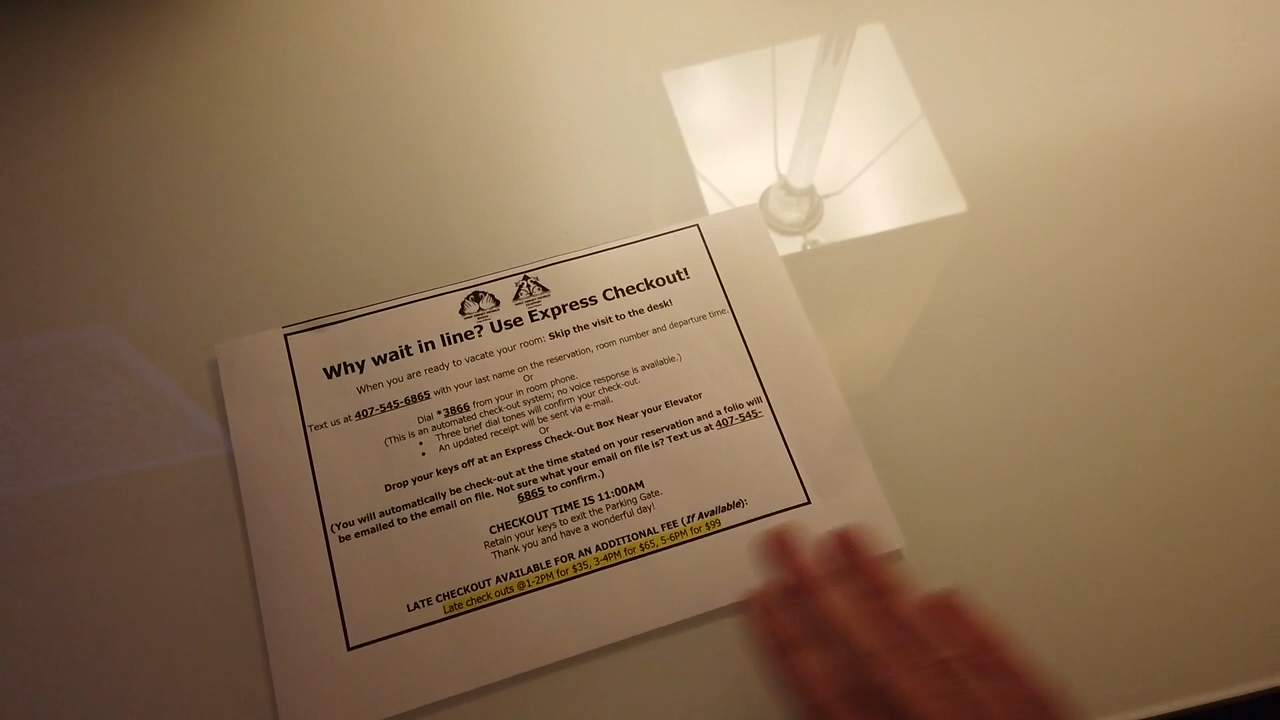 Why wait in line? Use Express Checkout!
When you are ready to vacate your room: Skip the visit to the desk!
Text us at 407-545-6865 with your last name on the reservation, room number and departure time.
Or
Dial *3866 from your in room phone.
(This is an automated check-out system; no voice response is available.)
• Three brief dial tones will confirm your check-out.
• An updated receipt will be sent via e-mail.
Or
Drop your keys off at an Express Check-Out Box Near your Elevator
(You will automatically be check-out at the time stated on your reservation and a folio will
be emailed to the email on file. Not sure what your email on file is? Text us at 407-545-
6865 to confirm.)
CHECKOUT TIME IS 11:00AM
Retain your keys to exit the Parking Gate.
Thank you and have a wonderful day!
LATE CHECKOUT AVAILABLE FOR AN ADDITIONAL FEE (If Available):
Late check outs @1-2PM for $35, 3-4PM for $65, 5-6PM for $99